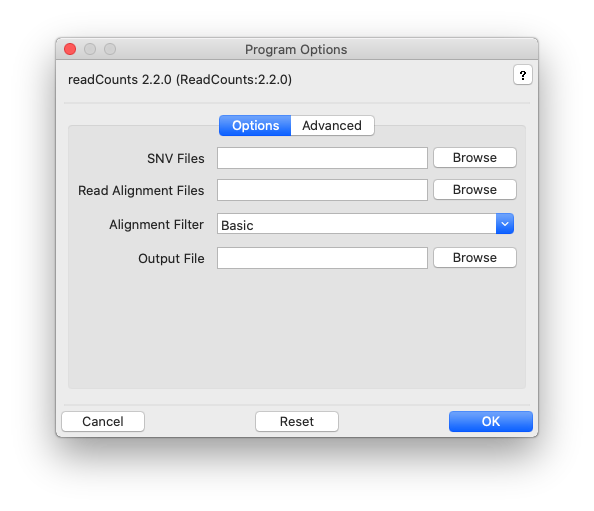 Program Options
readCounts 2.2.0 (ReadCounts:2.2.0)
?
Options Advanced
SNV Files Browse
Read Alignment Files Browse
Alignment Filter Basic
Output File Browse
Cancel Reset OK